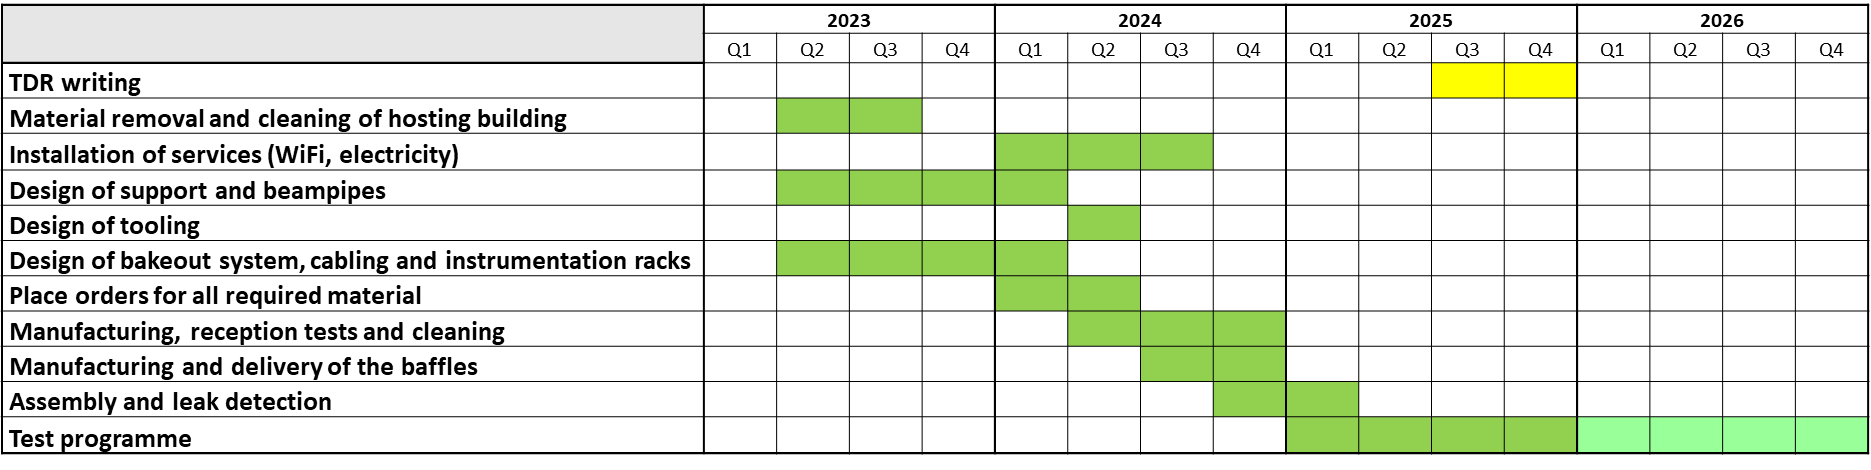 2023 2024 2025 2026
Q1 Q2 Q3 Q4 Q1 Q2 Q3 Q4 Q1 Q2 Q3 Q4 Q1 Q2 Q3 Q4
TDR writing
Material removal and cleaning of hosting building
Installation of services (WiFi, electricity)
Design of support and beampipes
Design of tooling
Design of bakeout system, cabling and instrumentation racks
Place orders for all required material
Manufacturing, reception tests and cleaning
Manufacturing and delivery of the baffles
Assembly and leak detection
Test programme